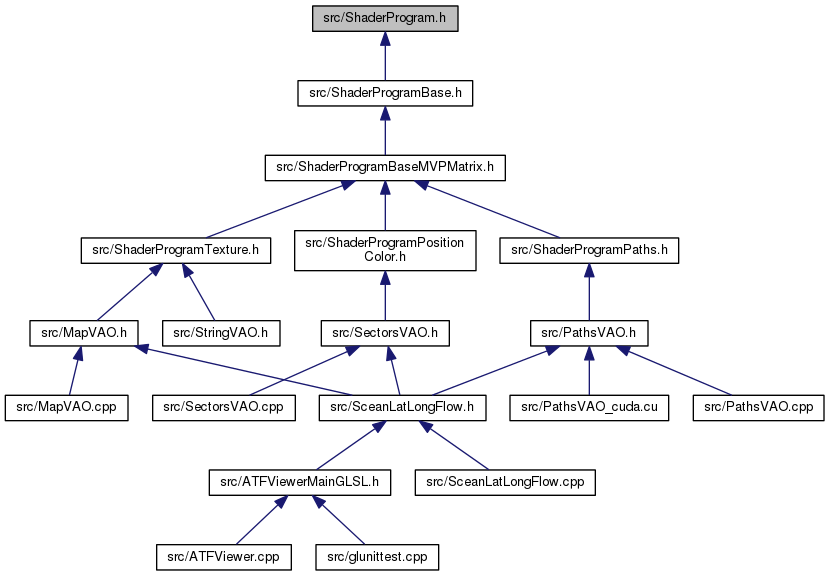 src/ShaderProgram.h
src/ShaderProgramBase.h
src/ShaderProgramBaseMVPMatrix.h
src/ShaderProgramTexture.h
src/ShaderProgramPosition
Color.h
src/ShaderProgramPaths.h
src/MapVAO.h
src/StringVAO.h
src/SectorsVAO.h
src/PathsVAO.h
src/MapVAO.cpp
src/SectorsVAO.cpp
src/SceanLatLongFlow.h
src/PathsVAO_cuda.cu
src/PathsVAO.cpp
src/ATFViewerMainGLSL.h
src/SceanLatLongFlow.cpp
src/ATFViewer.cpp
src/glunittest.cpp